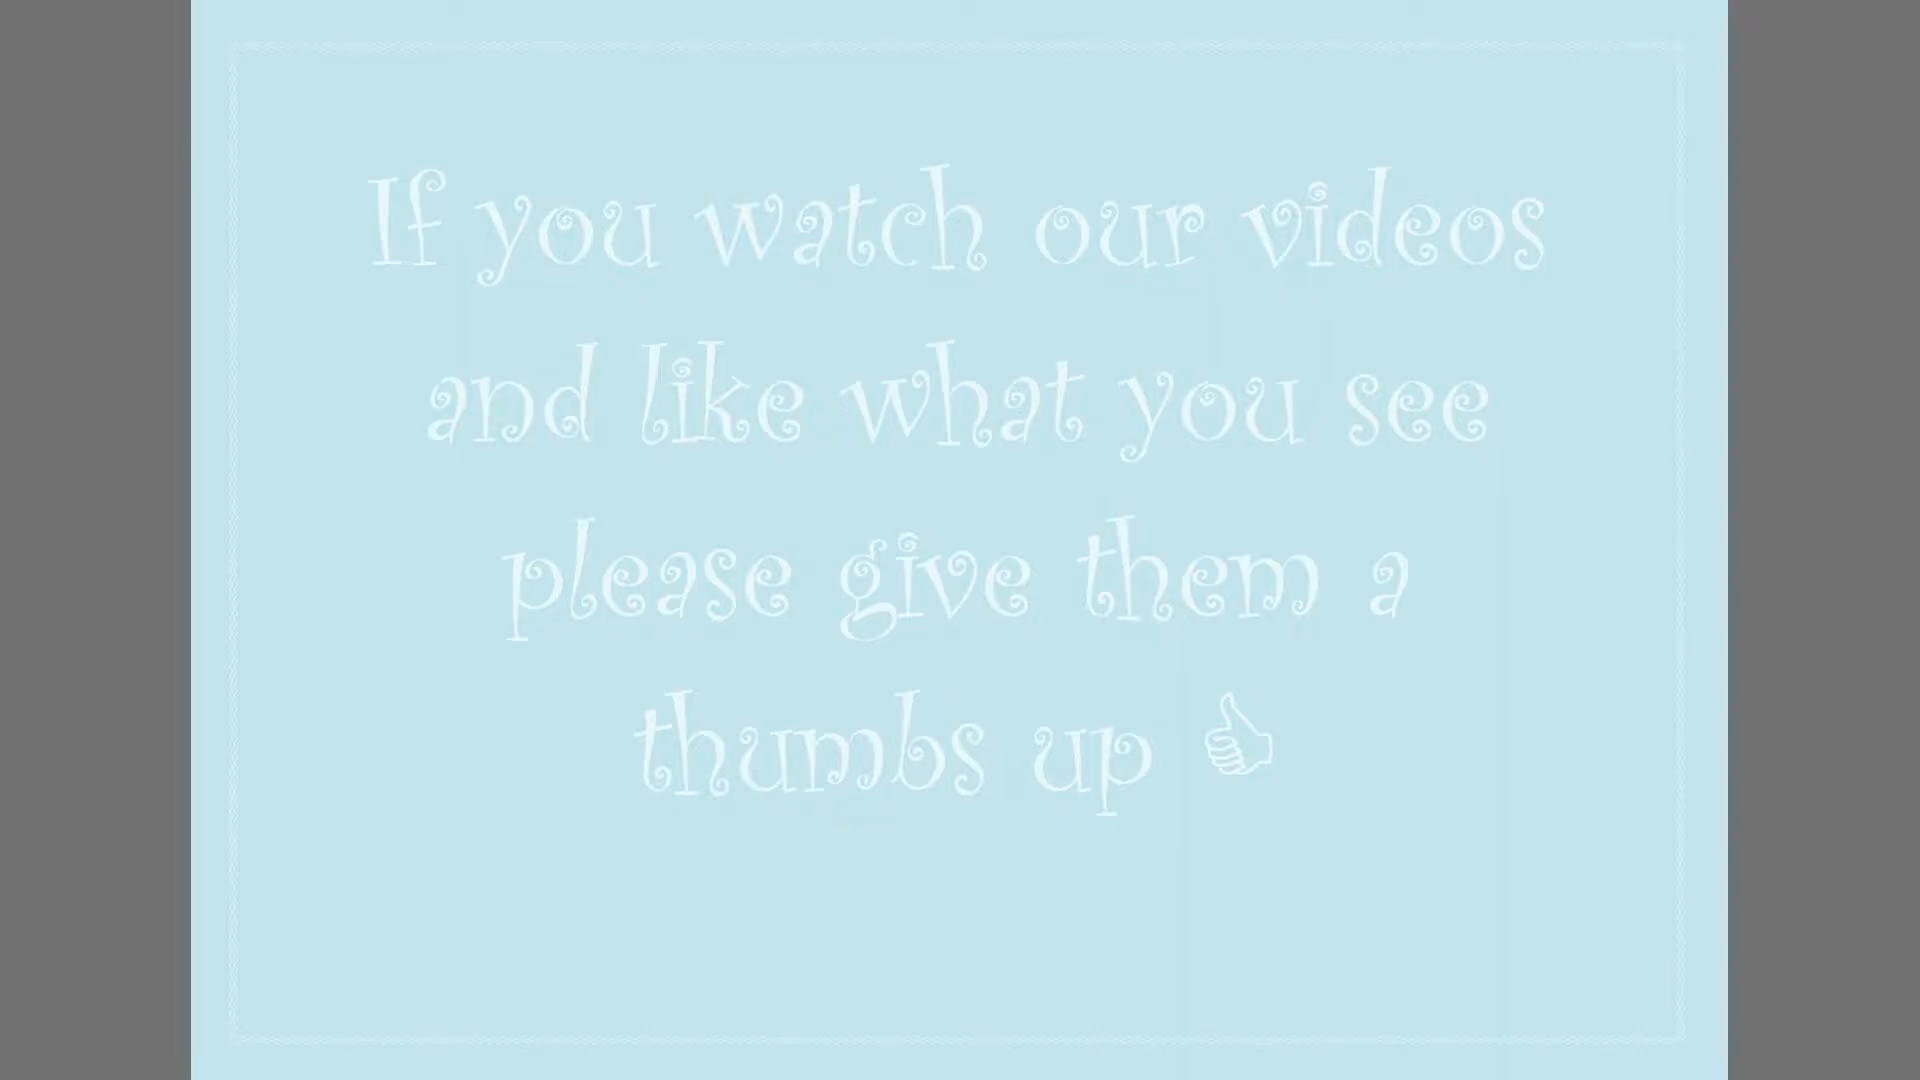 If you watch our videos
and like what you see
please give them a
thumbs up 👍